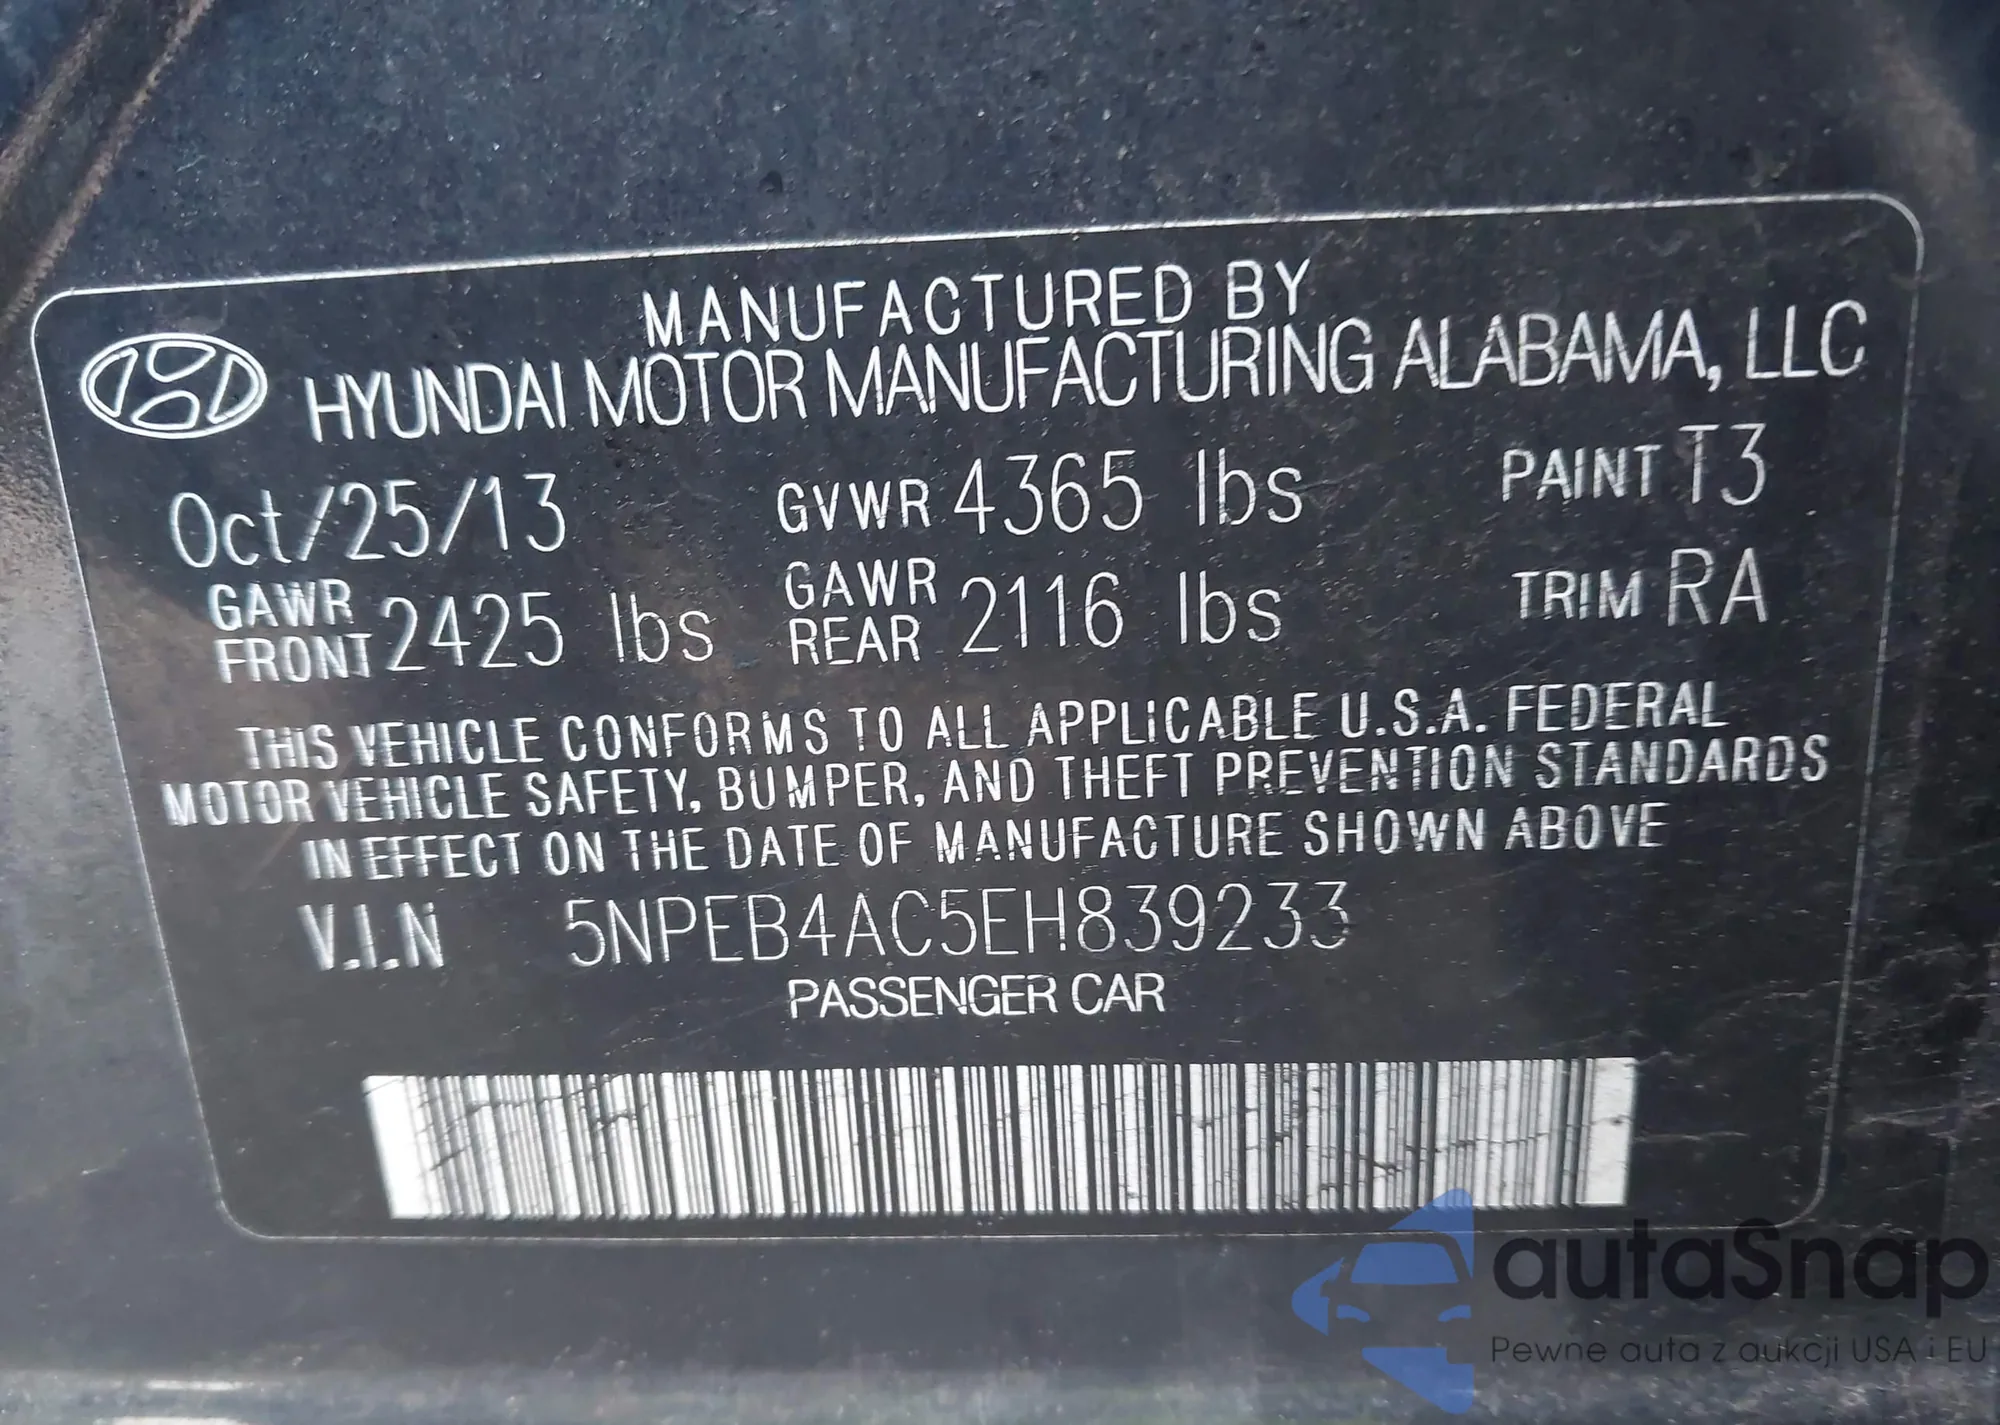 MANUFACTURED BY
HYUNDAI MOTOR MANUFACTURING ALABAMA, LLC
Oct/25/13 GVWR 4365 lbs PAINT T3
GAWR FRONT 2425 lbs GAWR REAR 2116 lbs TRIM RA
THIS VEHICLE CONFORMS TO ALL APPLICABLE U.S.A. FEDERAL
MOTOR VEHICLE SAFETY, BUMPER, AND THEFT PREVENTION STANDARDS
IN EFFECT ON THE DATE OF MANUFACTURE SHOWN ABOVE
V.I.N 5NPEB4AC5EH839233
PASSENGER CAR
autaSnap
Pewne auta z aukcji USA i EU